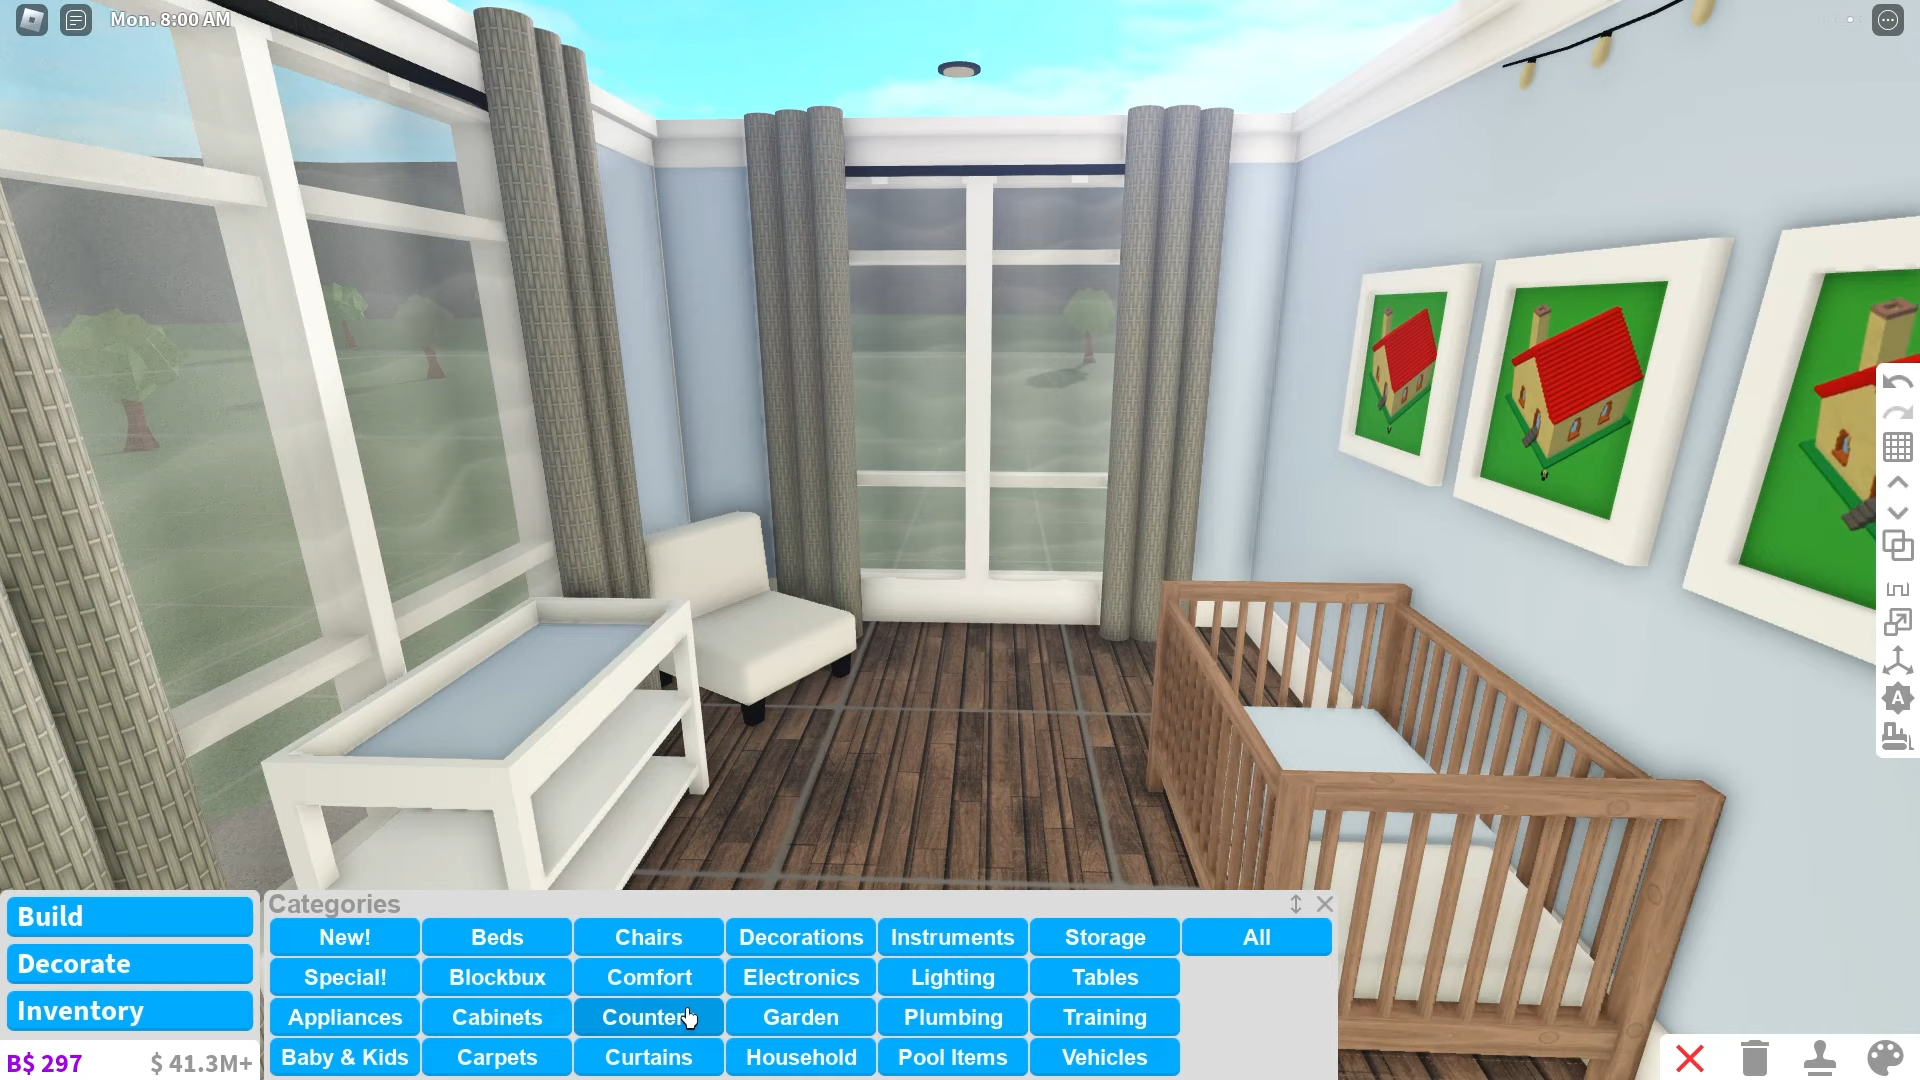 Mon. 8:00 AM
A
Build
Decorate
Inventory
B$ 297
$ 41.3M+
Categories
New! Beds Chairs Decorations Instruments Storage All
Special! Blockbux Comfort Electronics Lighting Tables
Appliances Cabinets Counter Garden Plumbing Training
Baby & Kids Carpets Curtains Household Pool Items Vehicles